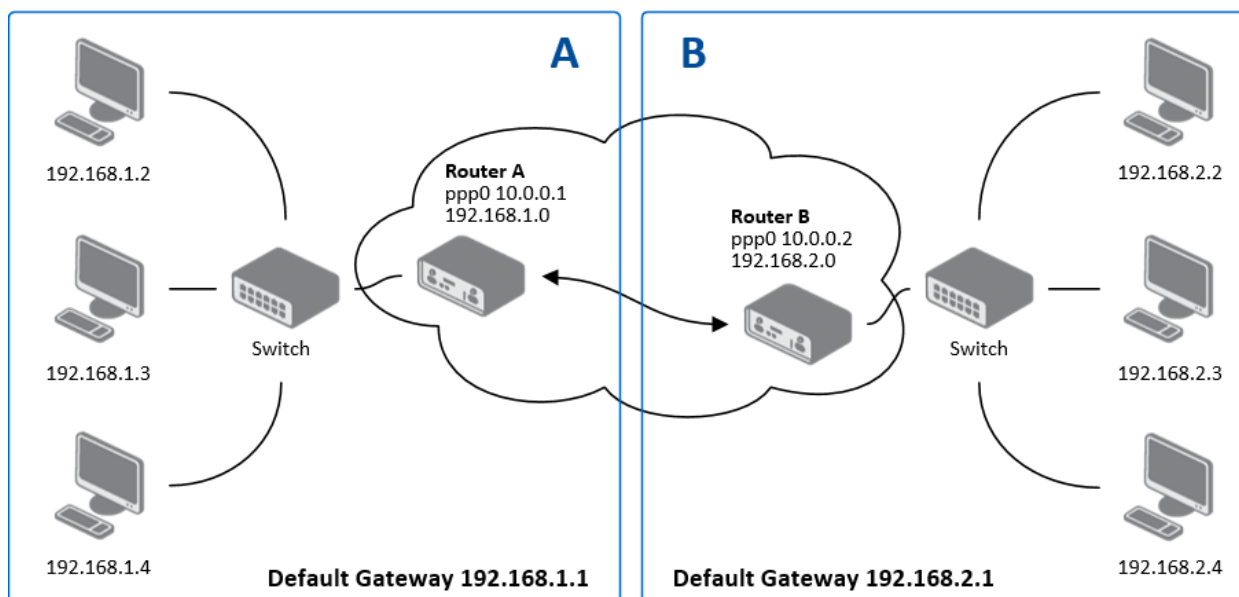 A
192.168.1.2
192.168.1.3
192.168.1.4
Switch
Router A
ppp0 10.0.0.1
192.168.1.0
Default Gateway 192.168.1.1
B
Router B
ppp0 10.0.0.2
192.168.2.0
Switch
192.168.2.2
192.168.2.3
192.168.2.4
Default Gateway 192.168.2.1